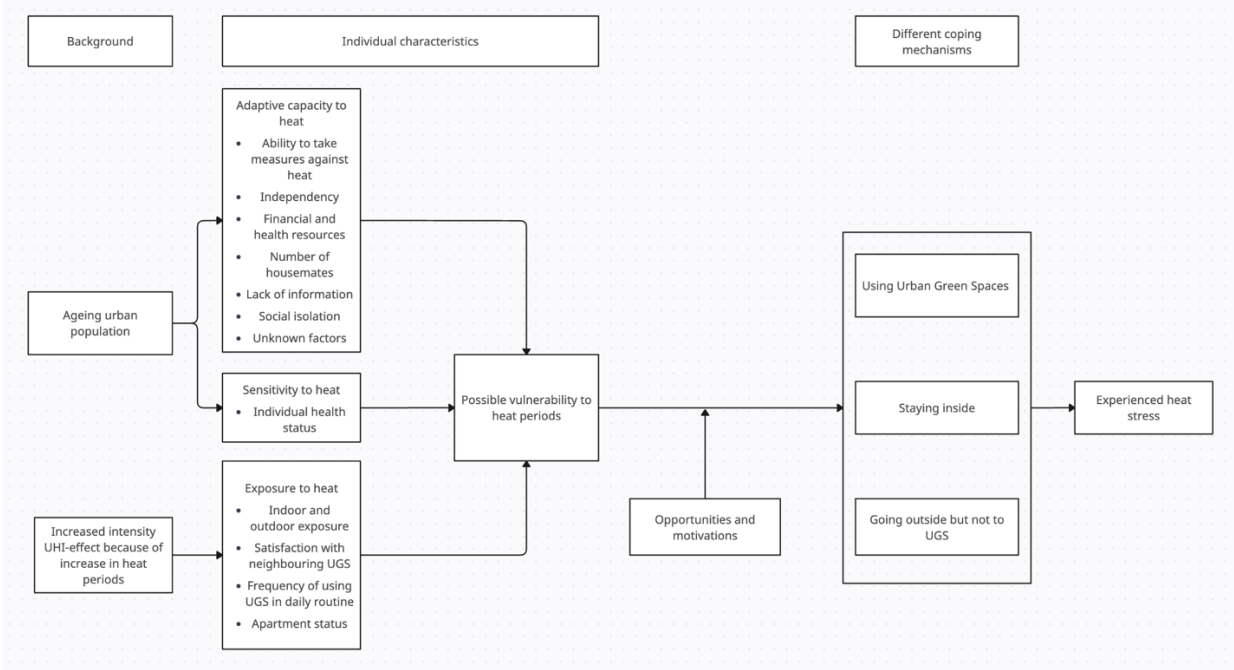 Background
Individual characteristics
Different coping
mechanisms
Adaptive capacity to
heat
• Ability to take
measures against
heat
• Independency
• Financial and
health resources
• Number of
housemates
• Lack of information
• Social isolation
• Unknown factors
Ageing urban
population
Sensitivity to heat
• Individual health
status
Increased intensity
UHI-effect because of
increase in heat
periods
Exposure to heat
• Indoor and
outdoor exposure
• Satisfaction with
neighbouring UGS
• Frequency of using
UGS in daily routine
• Apartment status
Possible vulnerability to
heat periods
Opportunities and
motivations
Using Urban Green Spaces
Staying inside
Going outside but not to
UGS
Experienced heat
stress